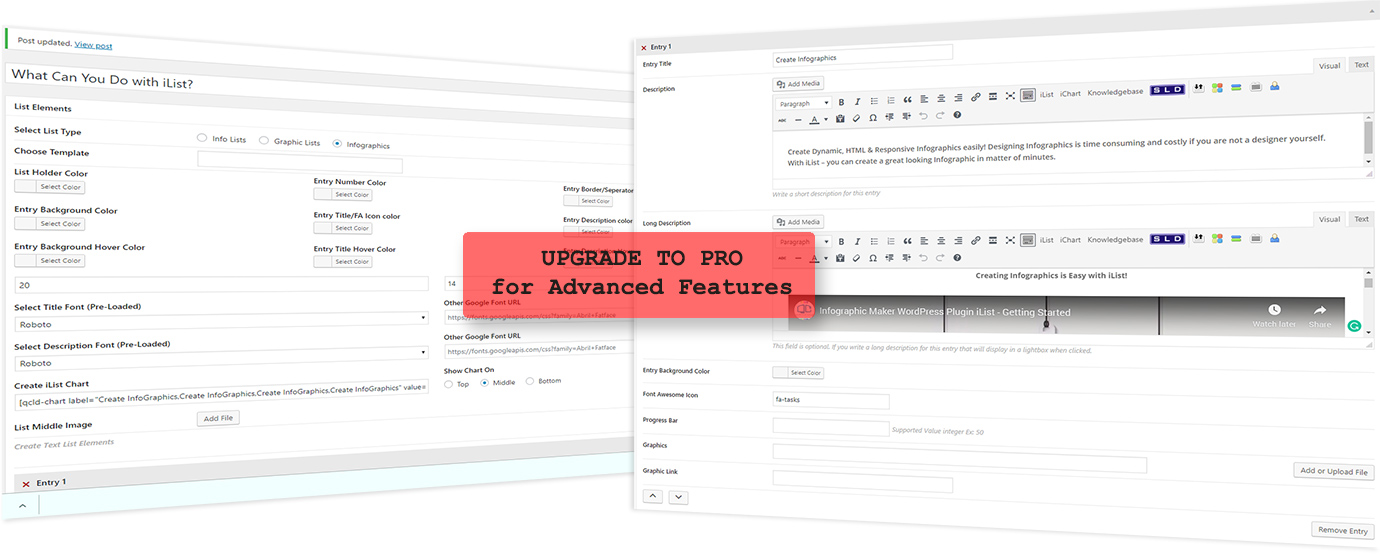 Post updated. View post
What Can You Do with iList?
List Elements
Select List Type
Info Lists
Graphic Lists
Infographics
Choose Template
List Holder Color
Select Color
Entry Number Color
Select Color
Entry Border/Seperator
Select Color
Entry Background Color
Select Color
Entry Title/FA Icon color
Select Color
Entry Description color
Select Color
Entry Background Hover Color
Select Color
Entry Title Hover Color
Select Color
20
14
Select Title Font (Pre-Loaded)
Roboto
Other Google Font URL
https://fonts.googleapis.com/css?family=Abril+Fatface
Select Description Font (Pre-Loaded)
Roboto
Other Google Font URL
https://fonts.googleapis.com/css?family=Abril+Fatface
Create iList Chart
[qcld-chart label="Create InfoGraphics,Create InfoGraphics,Create InfoGraphics,Create InfoGraphics" value=
Show Chart On
Top
Middle
Bottom
List Middle Image
Add File
Create Text List Elements
Entry 1
UPGRADE TO PRO
for Advanced Features
Entry 1
Entry Title
Create Infographics
Description
Add Media
Visual
Text
Paragraph
B I
iList iChart Knowledgebase SLD
ABC
A
Ω
Create Dynamic, HTML & Responsive Infographics easily! Designing Infographics is time consuming and costly if you are not a designer yourself.
With iList – you can create a great looking Infographic in matter of minutes.
Write a short description for this entry
Long Description
Add Media
Visual
Text
Paragraph
B I
iList iChart Knowledgebase SLD
A
Ω
Creating Infographics is Easy with iList!
Infographic Maker WordPress Plugin iList - Getting Started
Watch later
Share
This field is optional. If you write a long description for this entry that will display in a lightbox when clicked.
Entry Background Color
Select Color
Font Awesome Icon
fa-tasks
Progress Bar
Supported Value integer Ex: 50
Graphics
Add or Upload File
Graphic Link
Remove Entry